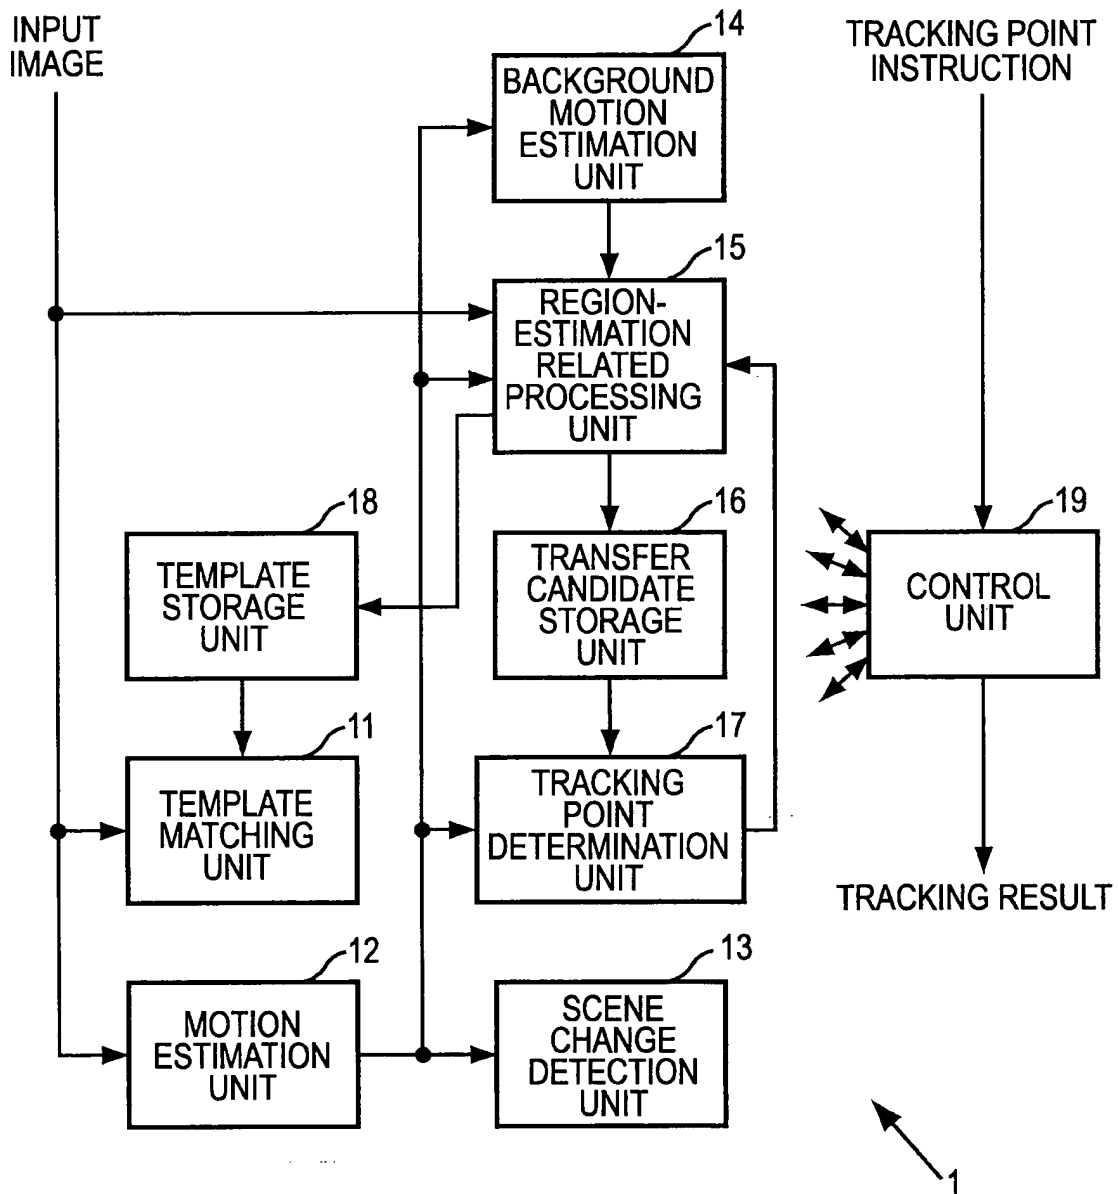 INPUT
IMAGE
14
TRACKING POINT
INSTRUCTION
BACKGROUND
MOTION
ESTIMATION
UNIT
15
REGION-
ESTIMATION
RELATED
PROCESSING
UNIT
18
TEMPLATE
STORAGE
UNIT
16
TRANSFER
CANDIDATE
STORAGE
UNIT
19
CONTROL
UNIT
11
TEMPLATE
MATCHING
UNIT
17
TRACKING
POINT
DETERMINATION
UNIT
TRACKING RESULT
12
MOTION
ESTIMATION
UNIT
13
SCENE
CHANGE
DETECTION
UNIT
1